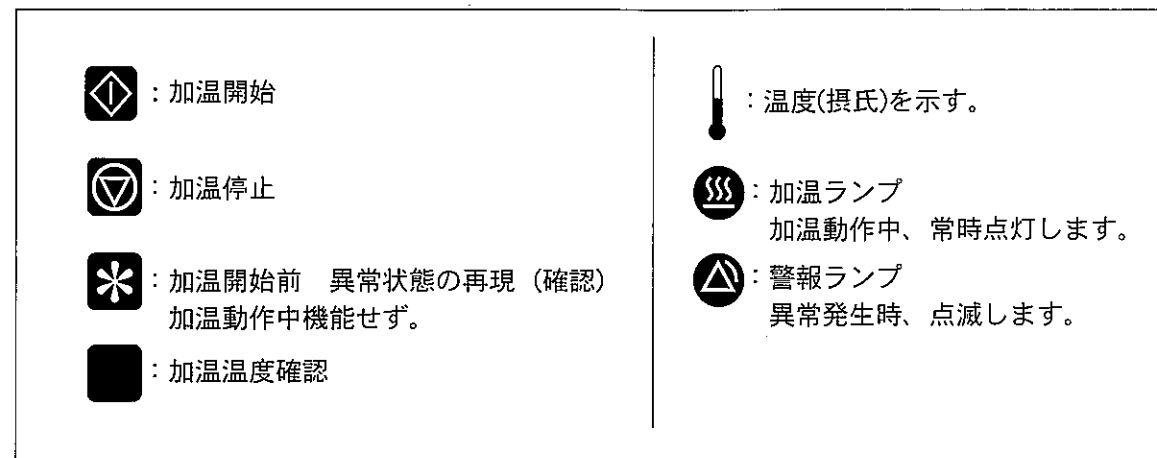 ：加温開始
：加温停止
：加温開始前　異常状態の再現（確認）
加温動作中機能せず。
：加温温度確認
：温度(摂氏)を示す。
：加温ランプ
加温動作中、常時点灯します。
：警報ランプ
異常発生時、点滅します。